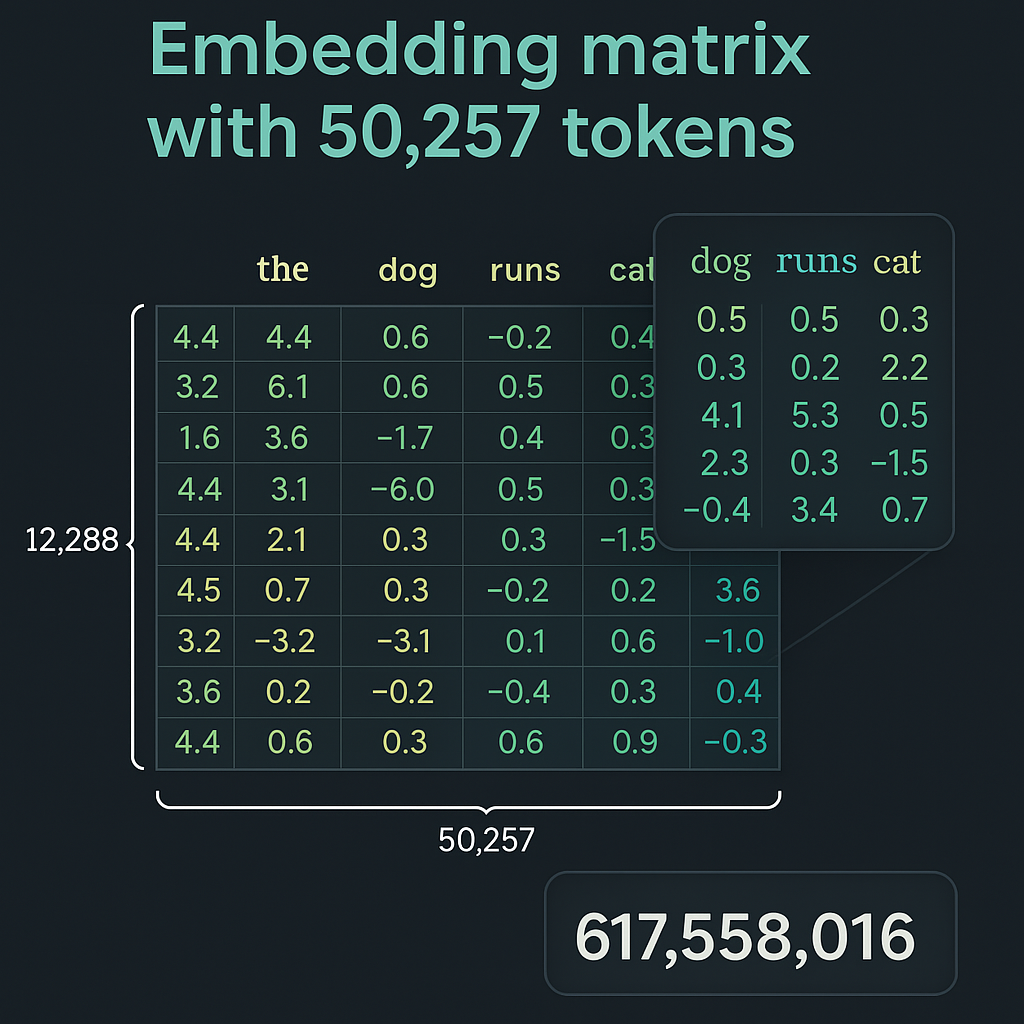 Embedding matrix
with 50,257 tokens
the dog runs cat
4.4 4.4 0.6 −0.2 0.4
3.2 6.1 0.6 0.5 0.3
1.6 3.6 −1.7 0.4 0.3
4.4 3.1 −6.0 0.5 0.3
4.4 2.1 0.3 0.3 −1.5
4.5 0.7 0.3 −0.2 0.2 3.6
3.2 −3.2 −3.1 0.1 0.6 −1.0
3.6 0.2 −0.2 −0.4 0.3 0.4
4.4 0.6 0.3 0.6 0.9 −0.3
12,288
50,257
dog runs cat
0.5 0.5 0.3
0.3 0.2 2.2
4.1 5.3 0.5
2.3 0.3 −1.5
−0.4 3.4 0.7
617,558,016